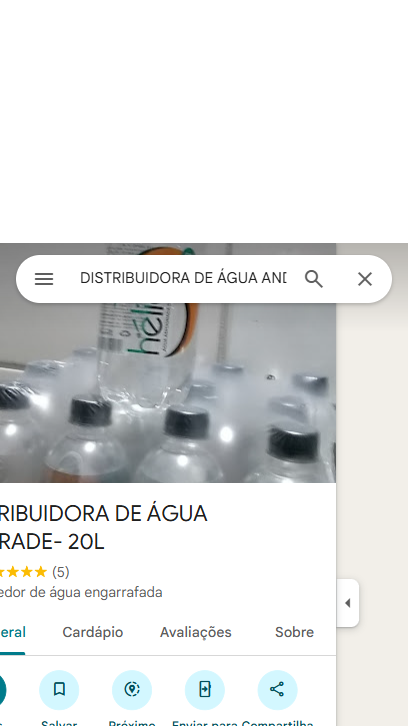 DISTRIBUIDORA DE ÁGUA AND
héli
RIBUIDORA DE ÁGUA
RADE- 20L
(5)
edor de água engarrafada
eral Cardápio Avaliações Sobre
Salvar Próximo Enviar para Compartilha